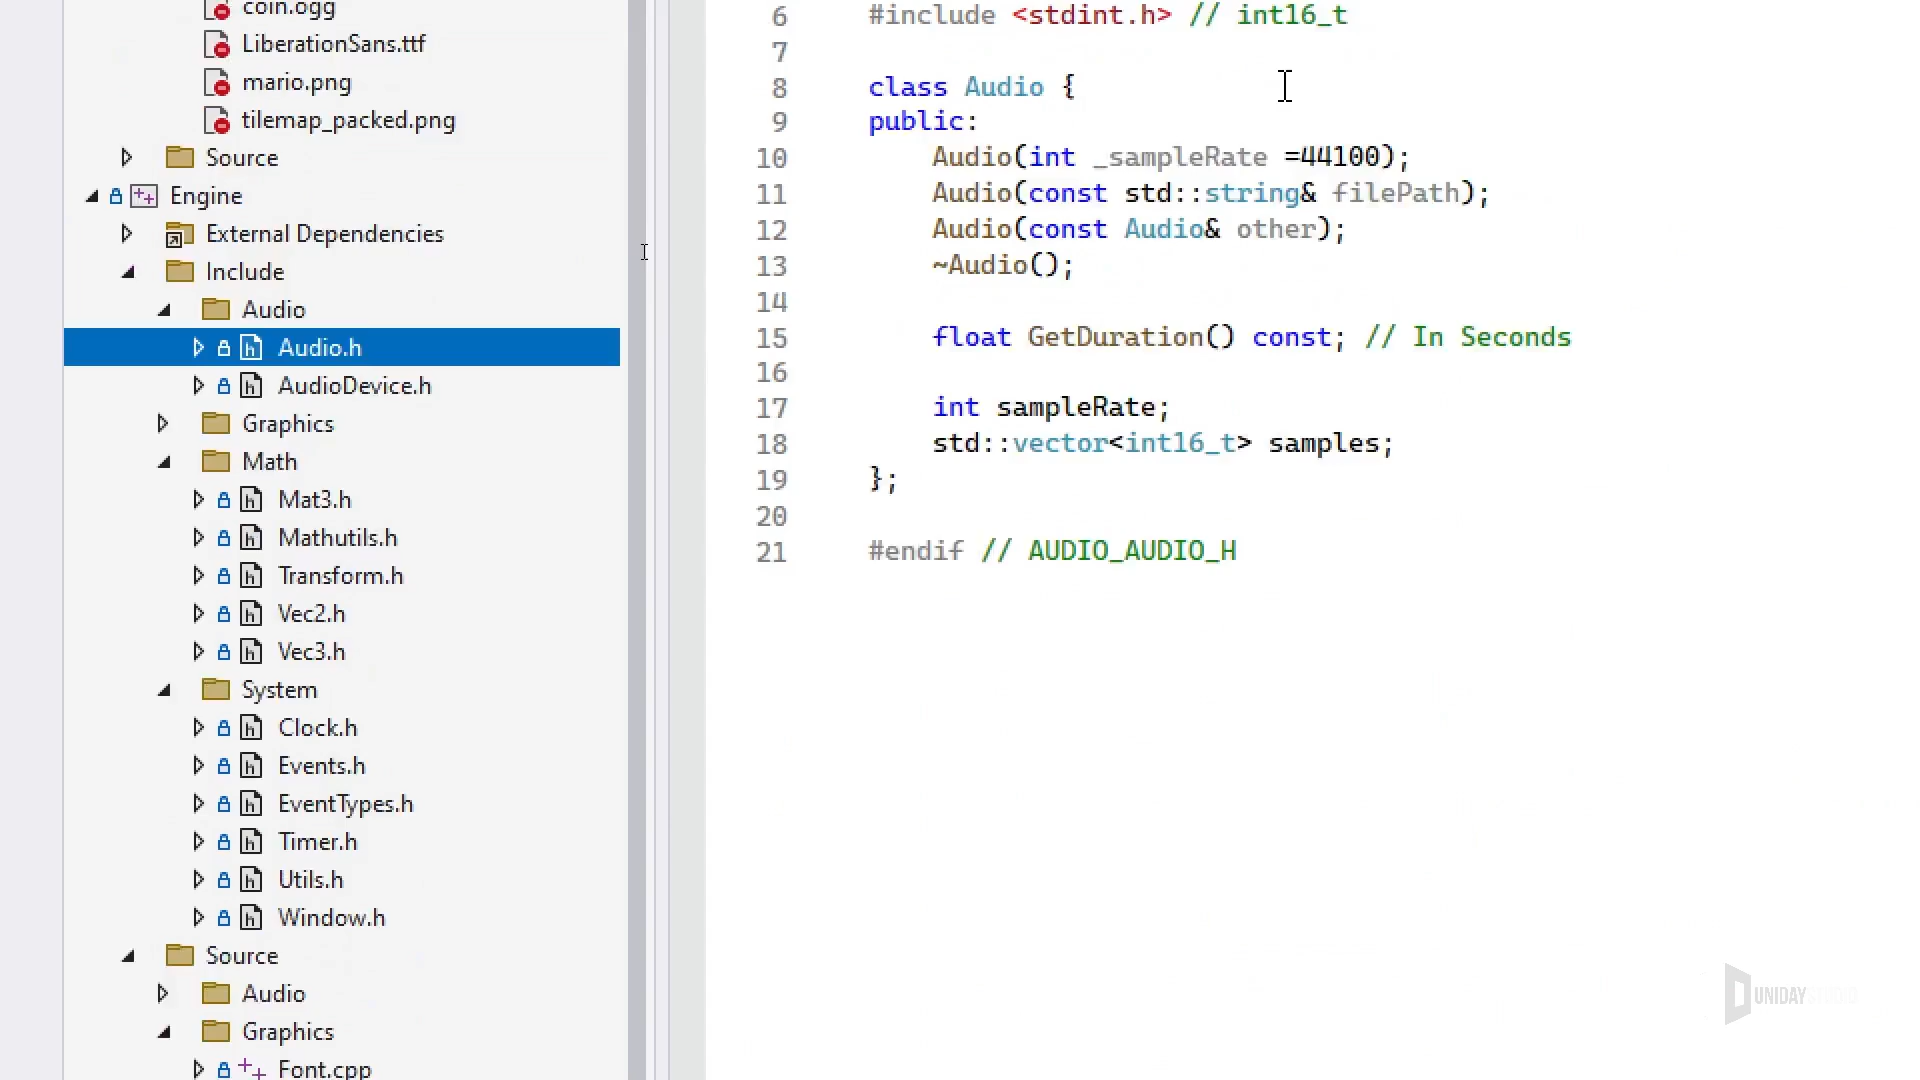 coin.ogg
LiberationSans.ttf
mario.png
tilemap_packed.png
Source
Engine
External Dependencies
Include
Audio
Audio.h
AudioDevice.h
Graphics
Math
Mat3.h
Mathutils.h
Transform.h
Vec2.h
Vec3.h
System
Clock.h
Events.h
EventTypes.h
Timer.h
Utils.h
Window.h
Source
Audio
Graphics
Font.cpp
6 #include <stdint.h> // int16_t
7
8 class Audio {
9 public:
10 Audio(int _sampleRate =44100);
11 Audio(const std::string& filePath);
12 Audio(const Audio& other);
13 ~Audio();
14
15 float GetDuration() const; // In Seconds
16
17 int sampleRate;
18 std::vector<int16_t> samples;
19 };
20
21 #endif // AUDIO_AUDIO_H
UNIDAY